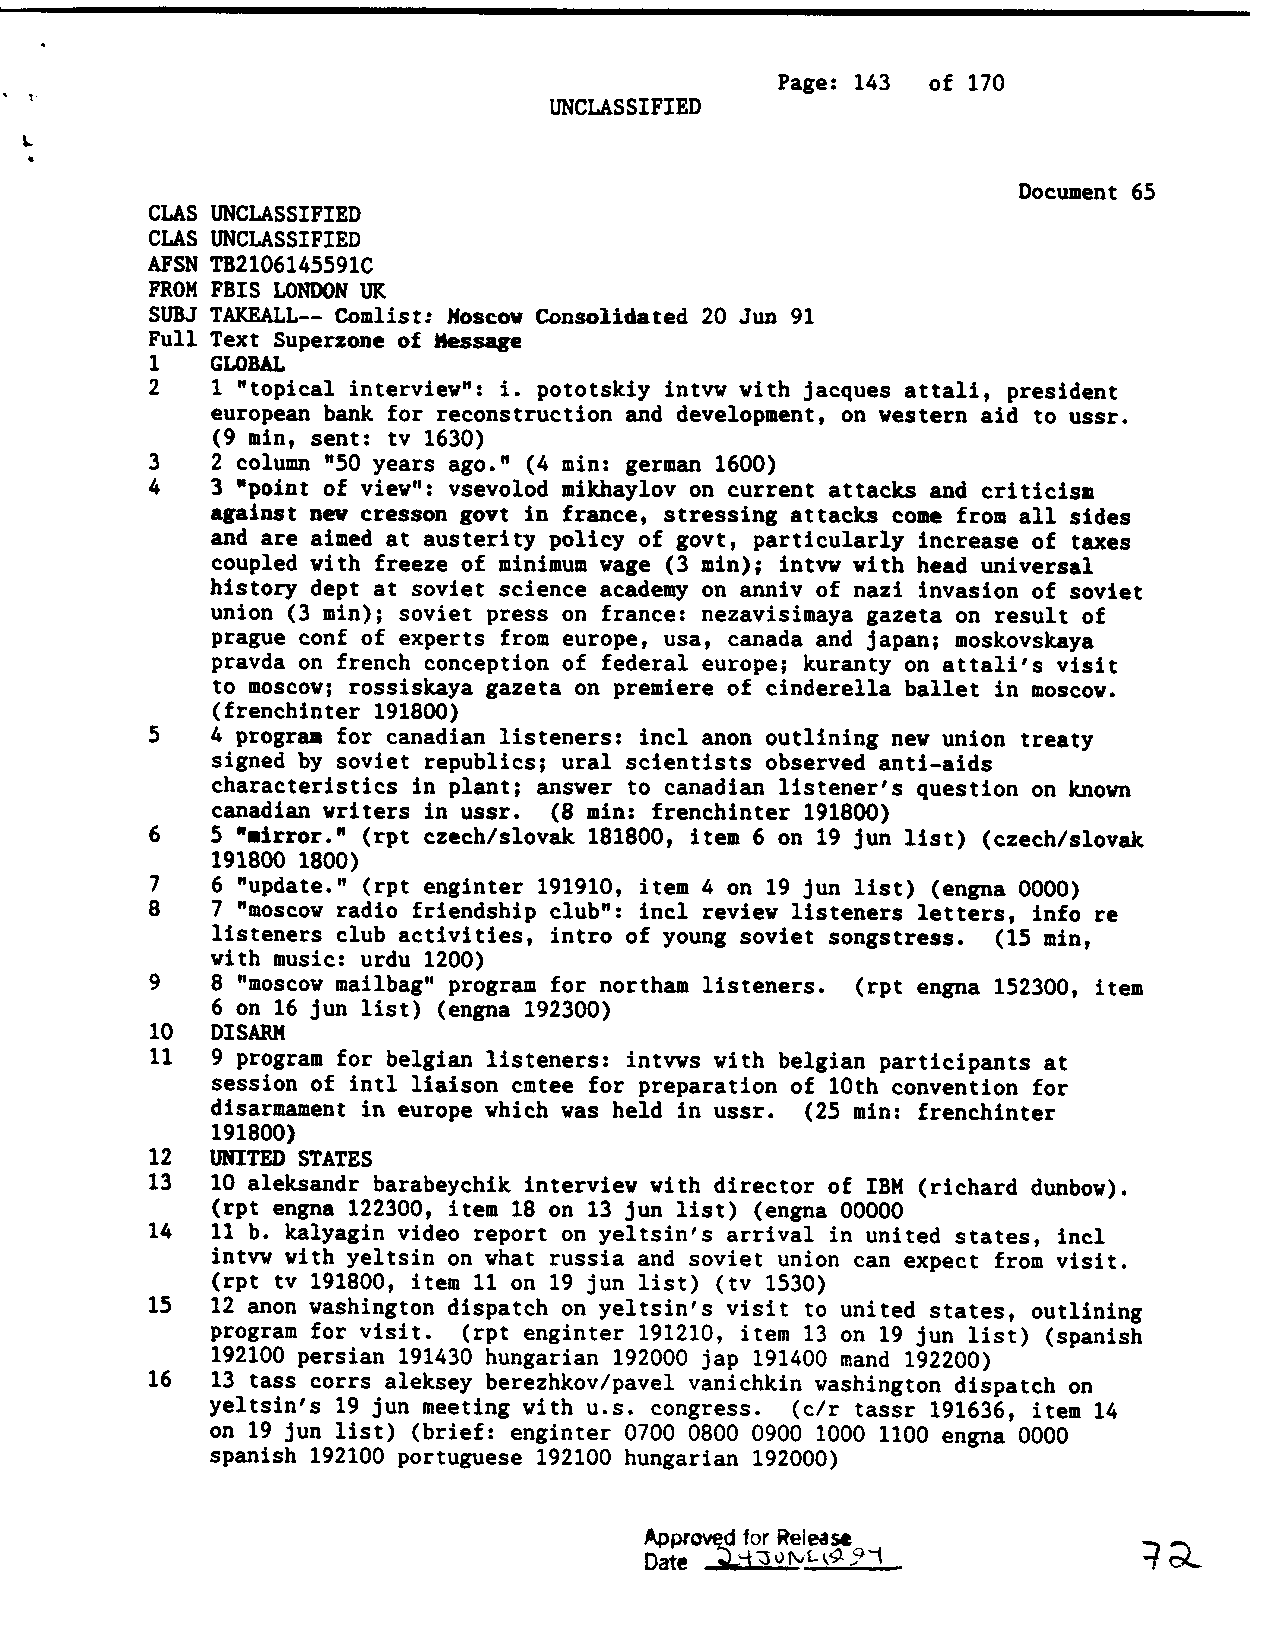 Page: 143 of 170
UNCLASSIFIED
Document 65
CLAS UNCLASSIFIED
CLAS UNCLASSIFIED
AFSN TB2106145591C
FROM FBIS LONDON UK
SUBJ TAKEALL-- Comlist: Moscow Consolidated 20 Jun 91
Full Text Superzone of Message
1 GLOBAL
2 1 "topical interview": i. pototskiy intvw with jacques attali, president
european bank for reconstruction and development, on western aid to ussr.
(9 min, sent: tv 1630)
3 2 column "50 years ago." (4 min: german 1600)
4 3 "point of view": vsevolod mikhaylov on current attacks and criticism
against new cresson govt in france, stressing attacks come from all sides
and are aimed at austerity policy of govt, particularly increase of taxes
coupled with freeze of minimum wage (3 min); intvw with head universal
history dept at soviet science academy on anniv of nazi invasion of soviet
union (3 min); soviet press on france: nezavisimaya gazeta on result of
prague conf of experts from europe, usa, canada and japan; moskovskaya
pravda on french conception of federal europe; kuranty on attali's visit
to moscow; rossiskaya gazeta on premiere of cinderella ballet in moscow.
(frenchinter 191800)
5 4 program for canadian listeners: incl anon outlining new union treaty
signed by soviet republics; ural scientists observed anti-aids
characteristics in plant; answer to canadian listener's question on known
canadian writers in ussr. (8 min: frenchinter 191800)
6 5 "mirror." (rpt czech/slovak 181800, item 6 on 19 jun list) (czech/slovak
191800 1800)
7 6 "update." (rpt enginter 191910, item 4 on 19 jun list) (engna 0000)
8 7 "moscow radio friendship club": incl review listeners letters, info re
listeners club activities, intro of young soviet songstress. (15 min,
with music: urdu 1200)
9 8 "moscow mailbag" program for northam listeners. (rpt engna 152300, item
6 on 16 jun list) (engna 192300)
10 DISARM
11 9 program for belgian listeners: intvws with belgian participants at
session of intl liaison cmtee for preparation of 10th convention for
disarmament in europe which was held in ussr. (25 min: frenchinter
191800)
12 UNITED STATES
13 10 aleksandr barabeychik interview with director of IBM (richard dunbow).
(rpt engna 122300, item 18 on 13 jun list) (engna 00000
14 11 b. kalyagin video report on yeltsin's arrival in united states, incl
intvw with yeltsin on what russia and soviet union can expect from visit.
(rpt tv 191800, item 11 on 19 jun list) (tv 1530)
15 12 anon washington dispatch on yeltsin's visit to united states, outlining
program for visit. (rpt enginter 191210, item 13 on 19 jun list) (spanish
192100 persian 191430 hungarian 192000 jap 191400 mand 192200)
16 13 tass corrs aleksey berezhkov/pavel vanichkin washington dispatch on
yeltsin's 19 jun meeting with u.s. congress. (c/r tassr 191636, item 14
on 19 jun list) (brief: enginter 0700 0800 0900 1000 1100 engna 0000
spanish 192100 portuguese 192100 hungarian 192000)
Approved for Release
Date 24 JUNE 1994
72